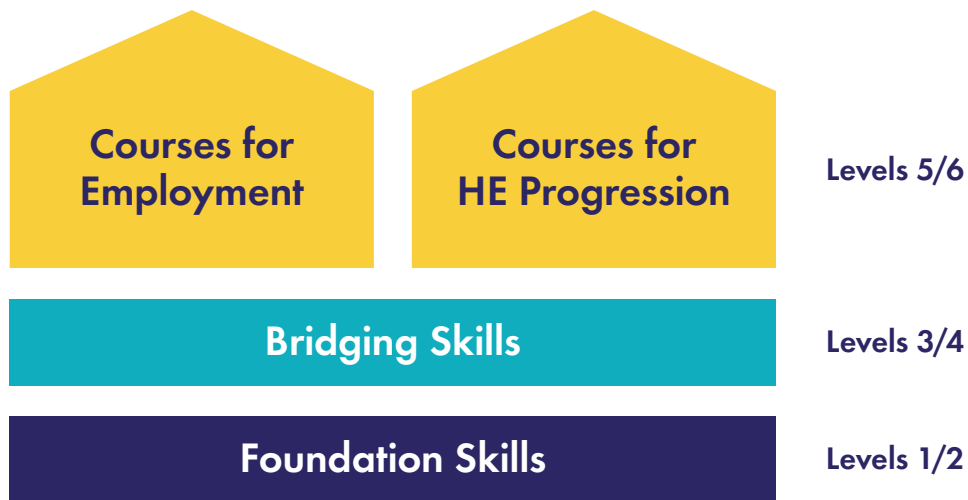 Courses for
Employment
Courses for
HE Progression
Levels 5/6
Bridging Skills
Levels 3/4
Foundation Skills
Levels 1/2